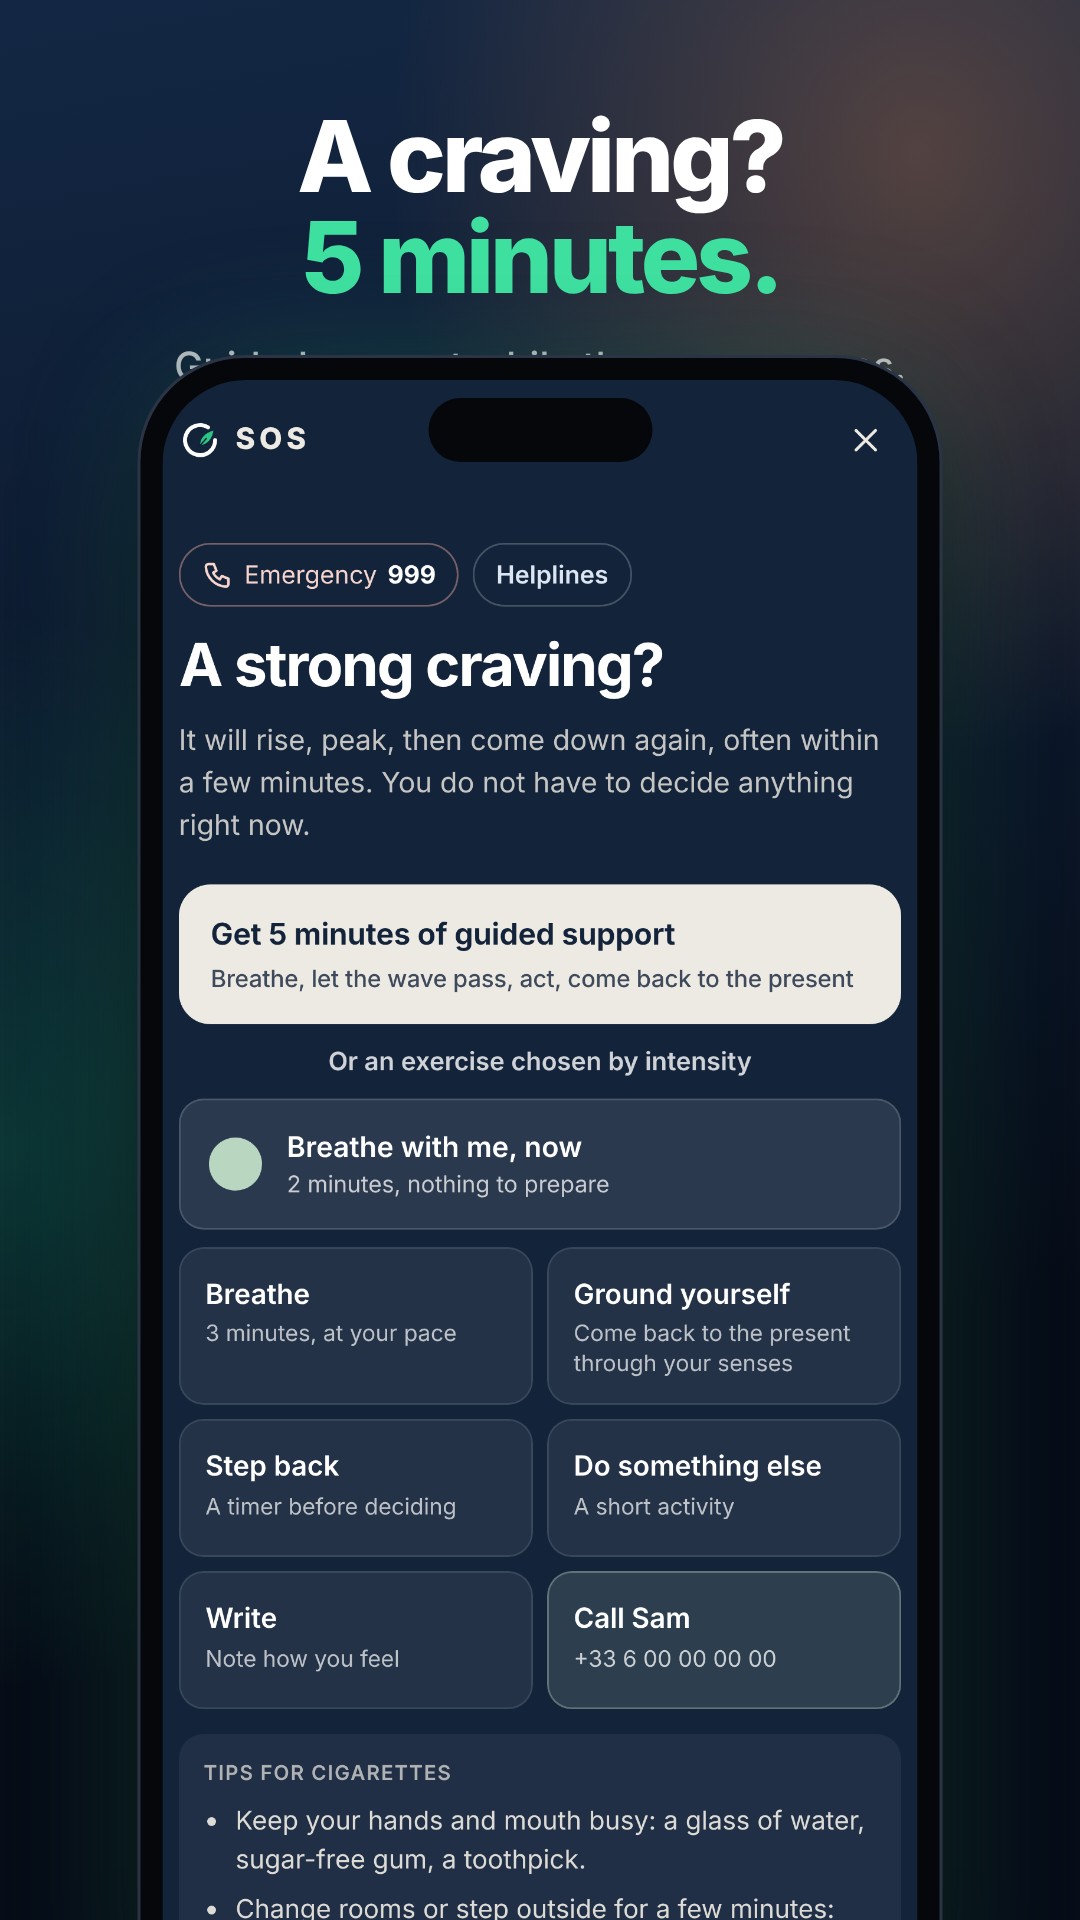 A craving?
5 minutes.
SOS
Emergency 999
Helplines
A strong craving?
It will rise, peak, then come down again, often within
a few minutes. You do not have to decide anything
right now.
Get 5 minutes of guided support
Breathe, let the wave pass, act, come back to the present
Or an exercise chosen by intensity
Breathe with me, now
2 minutes, nothing to prepare
Breathe
3 minutes, at your pace
Ground yourself
Come back to the present
through your senses
Step back
A timer before deciding
Do something else
A short activity
Write
Note how you feel
Call Sam
+33 6 00 00 00 00
TIPS FOR CIGARETTES
• Keep your hands and mouth busy: a glass of water,
sugar-free gum, a toothpick.
• Change rooms or step outside for a few minutes: